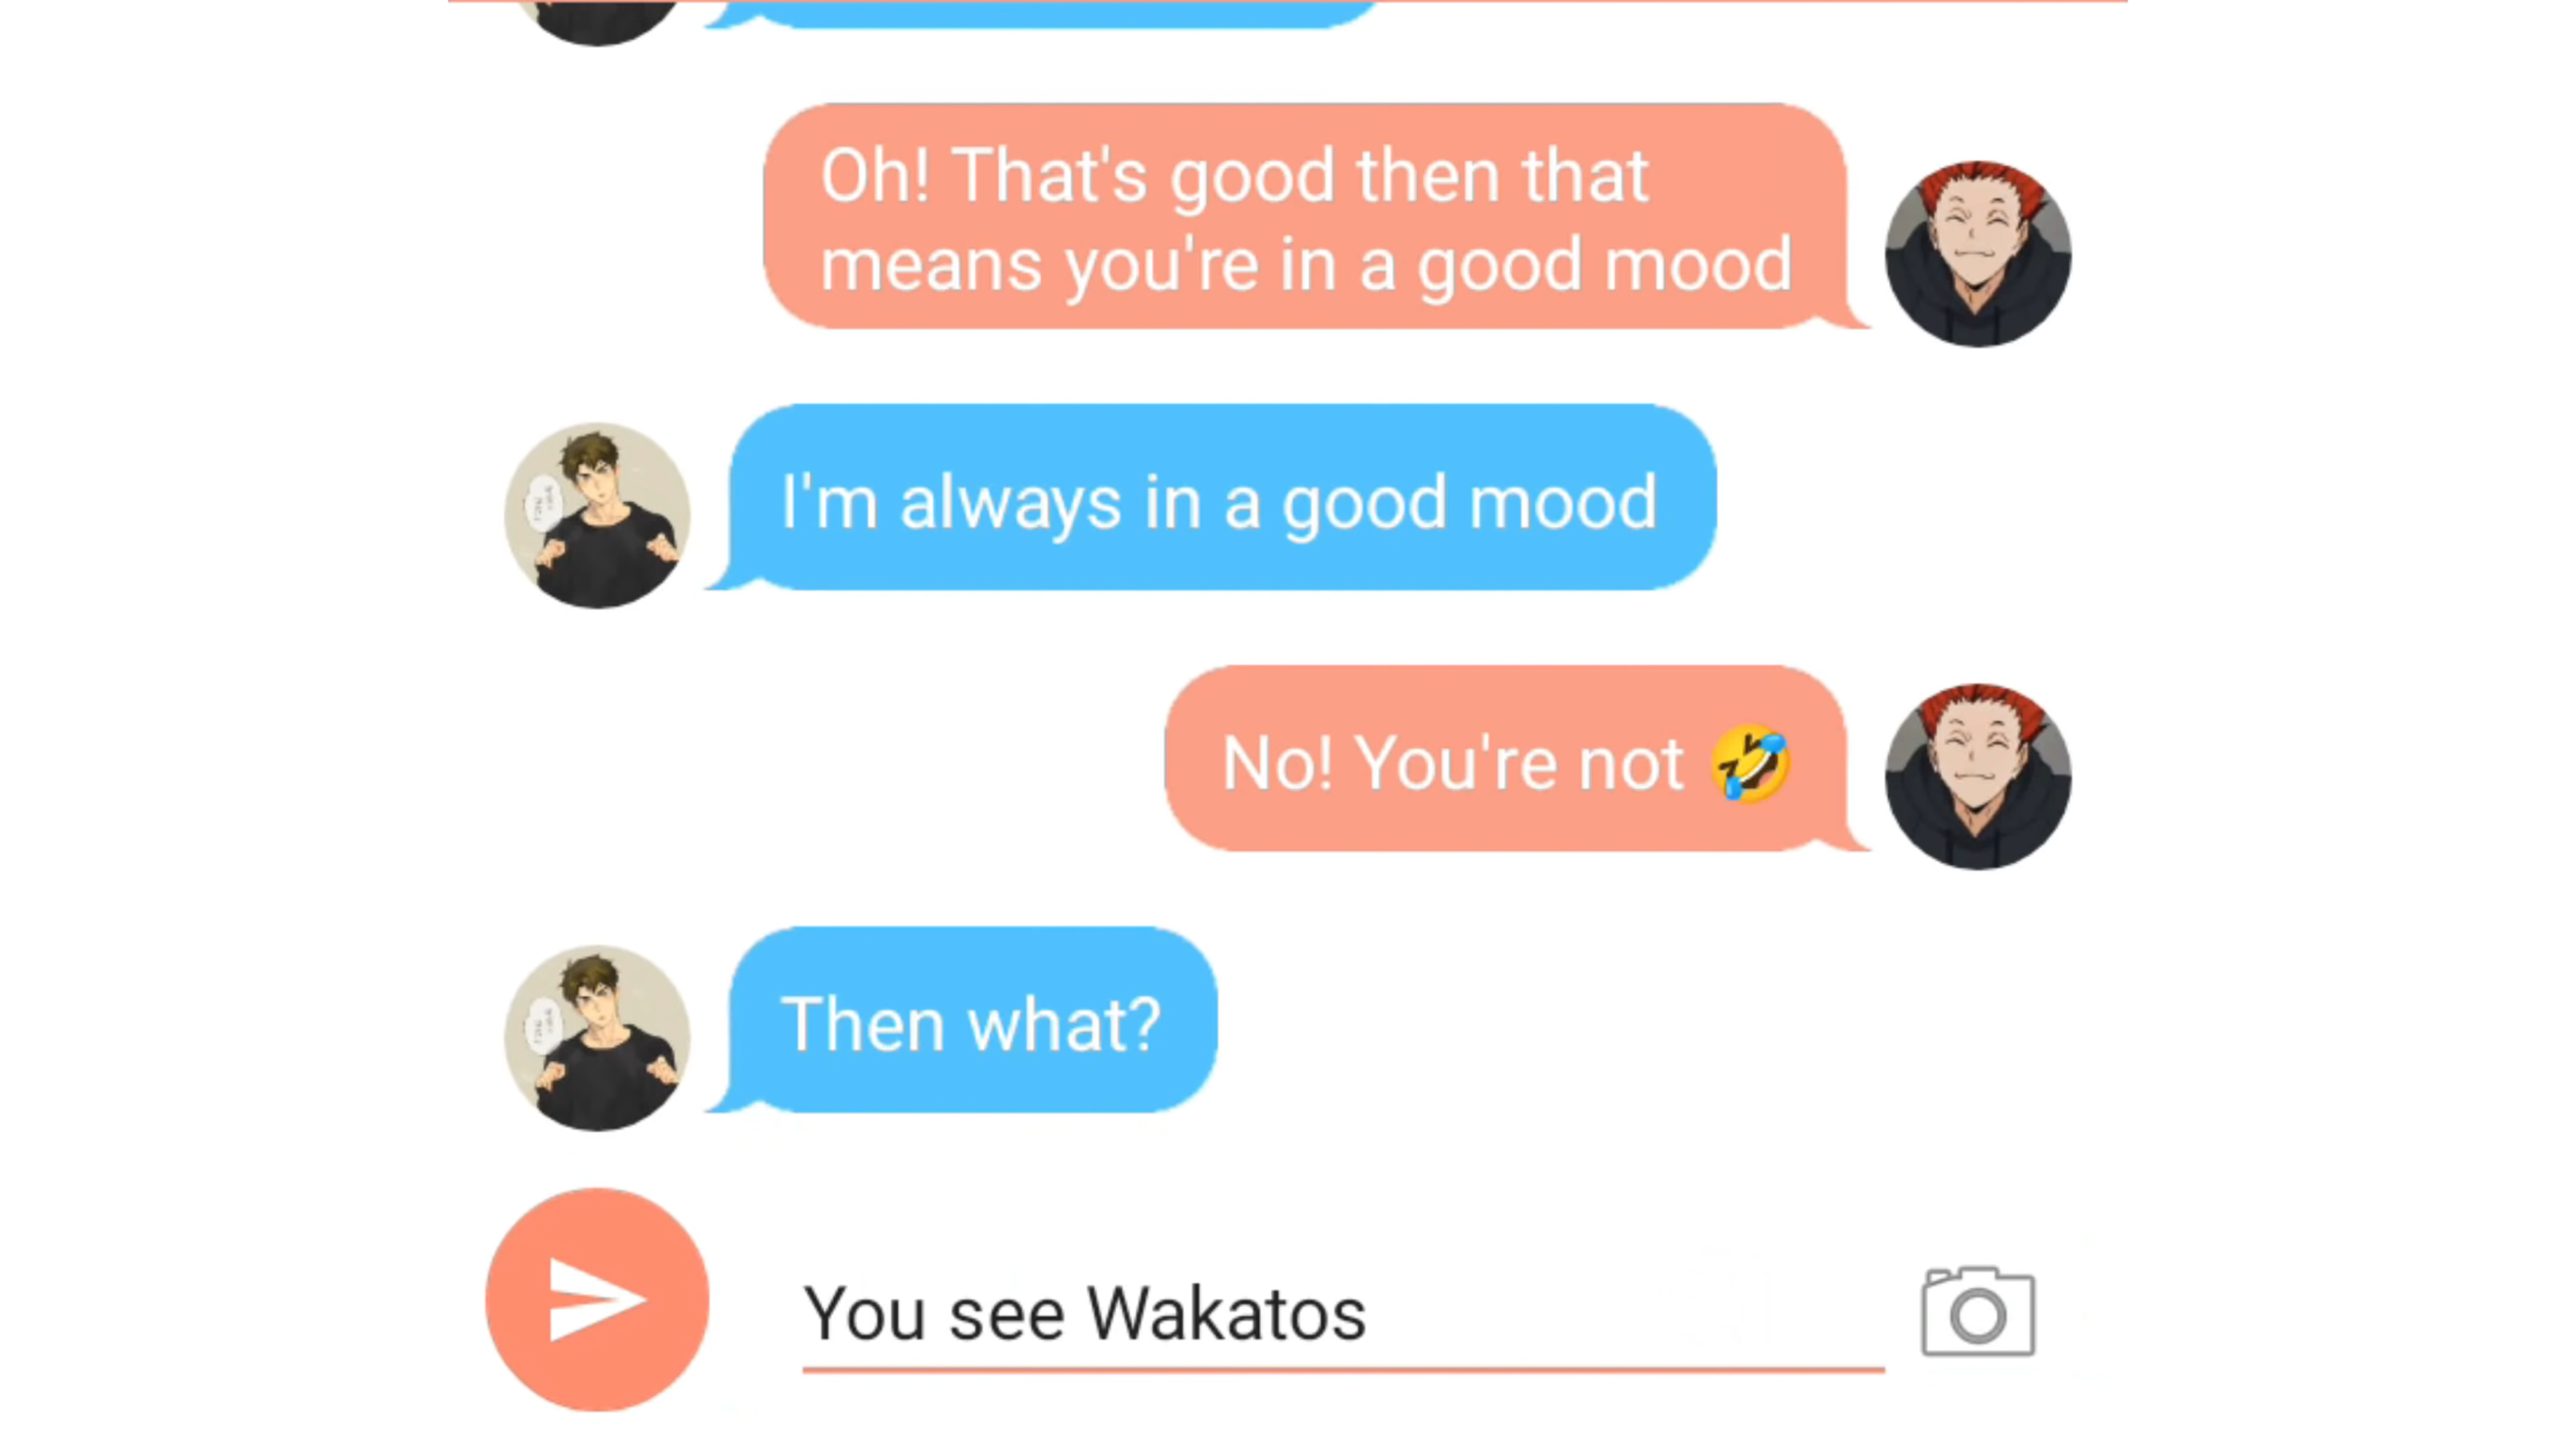 Oh! That's good then that
means you're in a good mood
I'm always in a good mood
No! You're not 🤣
Then what?
You see Wakatos